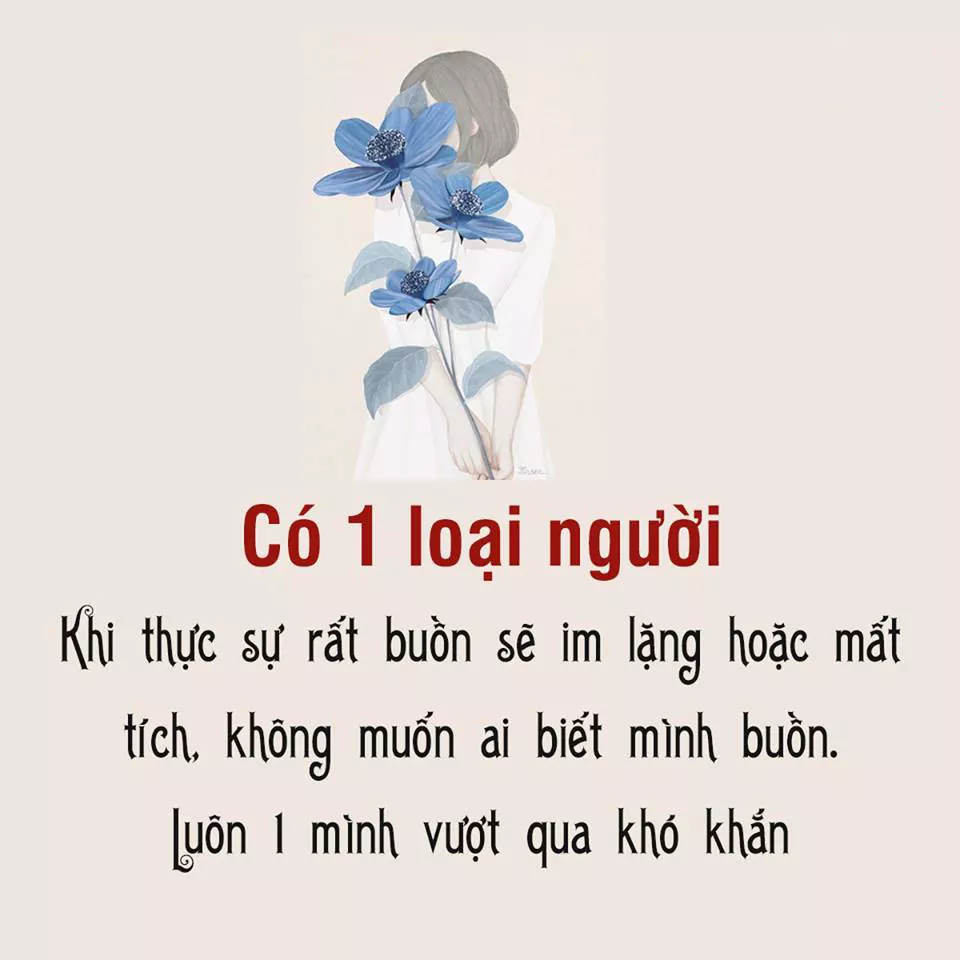 Có 1 loại người
Khi thực sự rất buồn sẽ im lặng hoặc mất
tích, không muốn ai biết mình buồn.
Luôn 1 mình vượt qua khó khắn